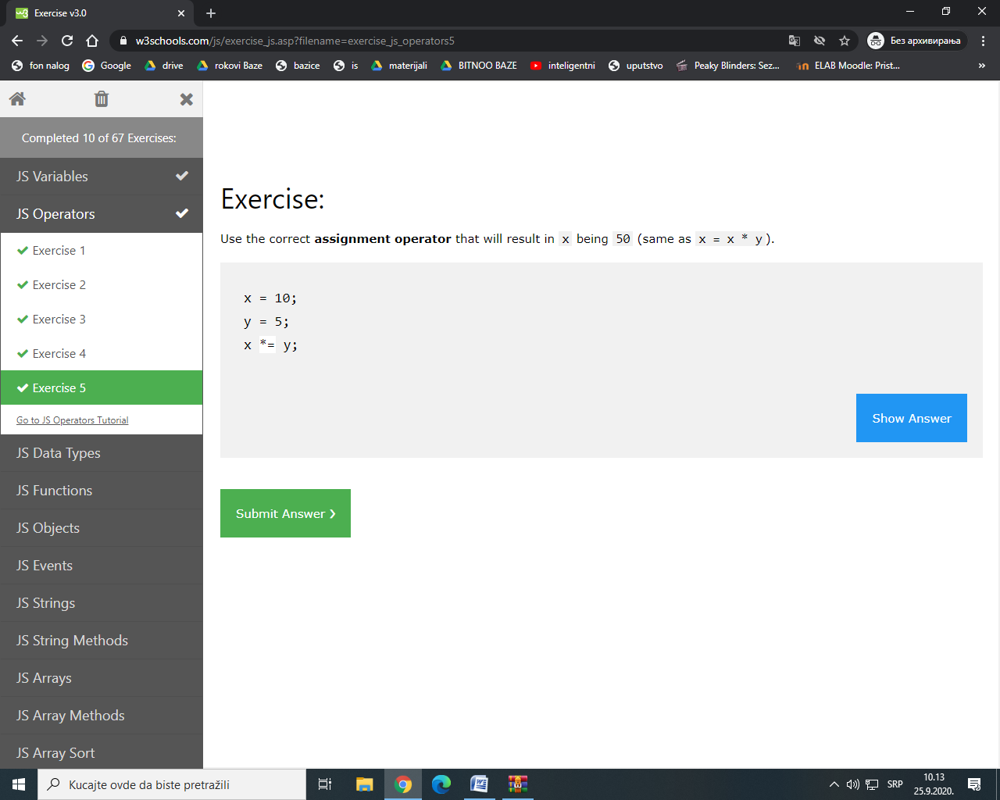 Exercise v3.0
w3schools.com/js/exercise_js.asp?filename=exercise_js_operators5
Без архивирања
fon nalog
Google
drive
rokovi Baze
bazice
is
materijali
BITNOO BAZE
inteligentni
uputstvo
Peaky Blinders: Sez...
ELAB Moodle: Prist...
»
Completed 10 of 67 Exercises:
JS Variables
JS Operators
Exercise 1
Exercise 2
Exercise 3
Exercise 4
Exercise 5
Go to JS Operators Tutorial
JS Data Types
JS Functions
JS Objects
JS Events
JS Strings
JS String Methods
JS Arrays
JS Array Methods
JS Array Sort
Exercise:
Use the correct assignment operator that will result in x being 50 (same as x = x * y).
x = 10;
y = 5;
x *= y;
Show Answer
Submit Answer ❯
Kucajte ovde da biste pretražili
SRP
10.13
25.9.2020.